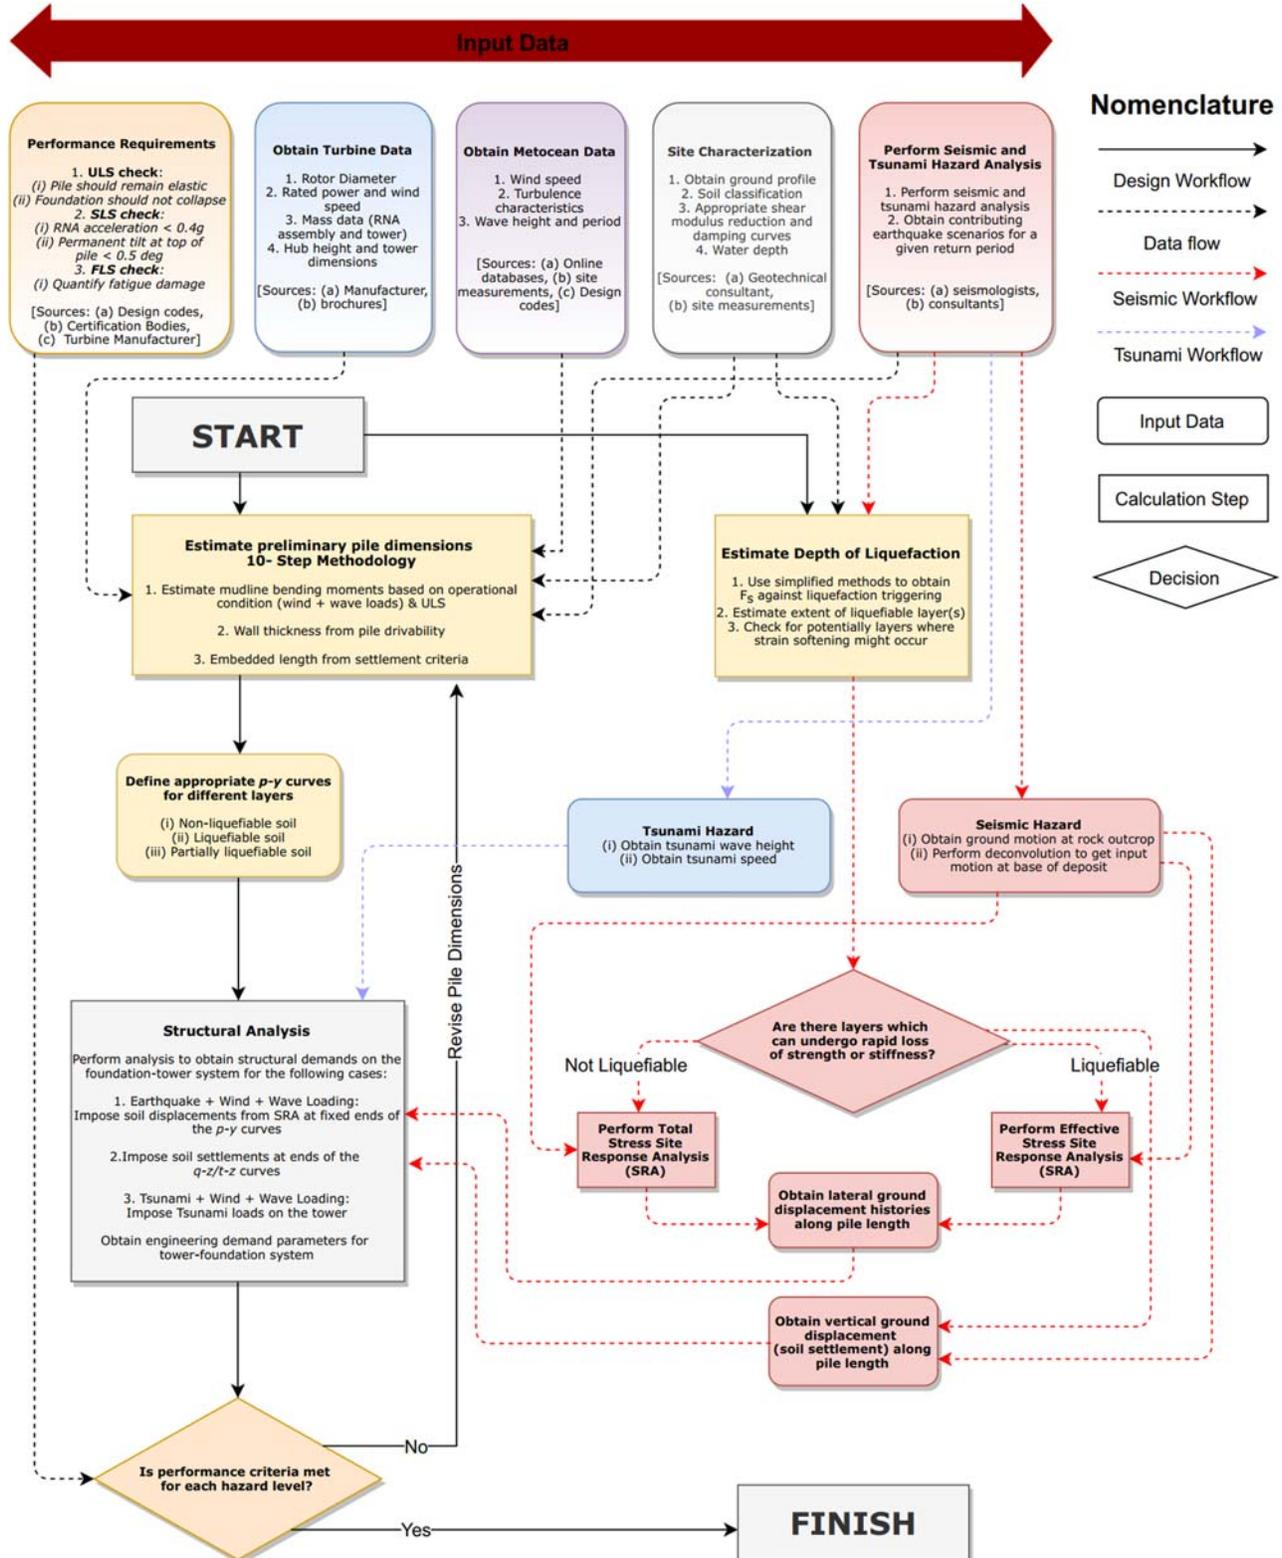 Input Data
Performance Requirements
1. ULS check:
(i) Pile should remain elastic
(ii) Foundation should not collapse
2. SLS check:
(i) RNA acceleration < 0.4g
(ii) Permanent tilt at top of
pile < 0.5 deg
3. FLS check:
(i) Quantify fatigue damage
[Sources: (a) Design codes,
(b) Certification Bodies,
(c) Turbine Manufacturer]
Obtain Turbine Data
1. Rotor Diameter
2. Rated power and wind
speed
3. Mass data (RNA
assembly and tower)
4. Hub height and tower
dimensions
[Sources: (a) Manufacturer,
(b) brochures]
Obtain Metocean Data
1. Wind speed
2. Turbulence
characteristics
3. Wave height and period
[Sources: (a) Online
databases, (b) site
measurements, (c) Design
codes]
Site Characterization
1. Obtain ground profile
2. Soil classification
3. Appropriate shear
modulus reduction and
damping curves
4. Water depth
[Sources: (a) Geotechnical
consultant,
(b) site measurements]
Perform Seismic and
Tsunami Hazard Analysis
1. Perform seismic and
tsunami hazard analysis
2. Obtain contributing
earthquake scenarios for a
given return period
[Sources: (a) seismologists,
(b) consultants]
Nomenclature
Design Workflow
Data flow
Seismic Workflow
Tsunami Workflow
Input Data
Calculation Step
Decision
START
Estimate preliminary pile dimensions
10- Step Methodology
1. Estimate mudline bending moments based on operational
condition (wind + wave loads) & ULS
2. Wall thickness from pile drivability
3. Embedded length from settlement criteria
Estimate Depth of Liquefaction
1. Use simplified methods to obtain
Fs against liquefaction triggering
2. Estimate extent of liquefiable layer(s)
3. Check for potentially layers where
strain softening might occur
Define appropriate p-y curves
for different layers
(i) Non-liquefiable soil
(ii) Liquefiable soil
(iii) Partially liquefiable soil
Tsunami Hazard
(i) Obtain tsunami wave height
(ii) Obtain tsunami speed
Seismic Hazard
(i) Obtain ground motion at rock outcrop
(ii) Perform deconvolution to get input
motion at base of deposit
Revise Pile Dimensions
Structural Analysis
Perform analysis to obtain structural demands on the
foundation-tower system for the following cases:
1. Earthquake + Wind + Wave Loading:
Impose soil displacements from SRA at fixed ends of
the p-y curves
2.Impose soil settlements at ends of the
q-z/t-z curves
3. Tsunami + Wind + Wave Loading:
Impose Tsunami loads on the tower
Obtain engineering demand parameters for
tower-foundation system
Are there layers which
can undergo rapid loss
of strength or stiffness?
Not Liquefiable
Liquefiable
Perform Total
Stress Site
Response Analysis
(SRA)
Perform Effective
Stress Site
Response Analysis
(SRA)
Obtain lateral ground
displacement histories
along pile length
Obtain vertical ground
displacement
(soil settlement) along
pile length
Is performance criteria met
for each hazard level?
No
Yes
FINISH